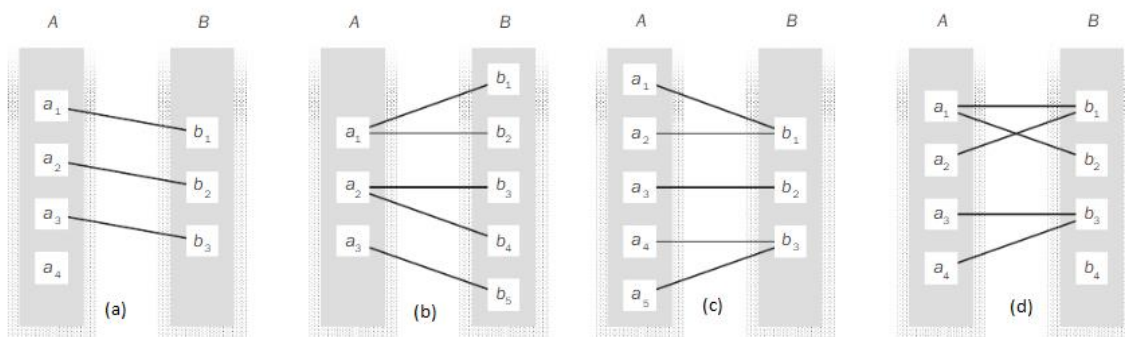 A B
a₁ b₁
a₂ b₂
a₃ b₃
a₄
(a)
A B
b₁
a₁ b₂
a₂ b₃
a₃ b₄
b₅
(b)
A B
a₁
a₂ b₁
a₃ b₂
a₄ b₃
a₅
(c)
A B
a₁ b₁
a₂ b₂
a₃ b₃
a₄ b₄
(d)